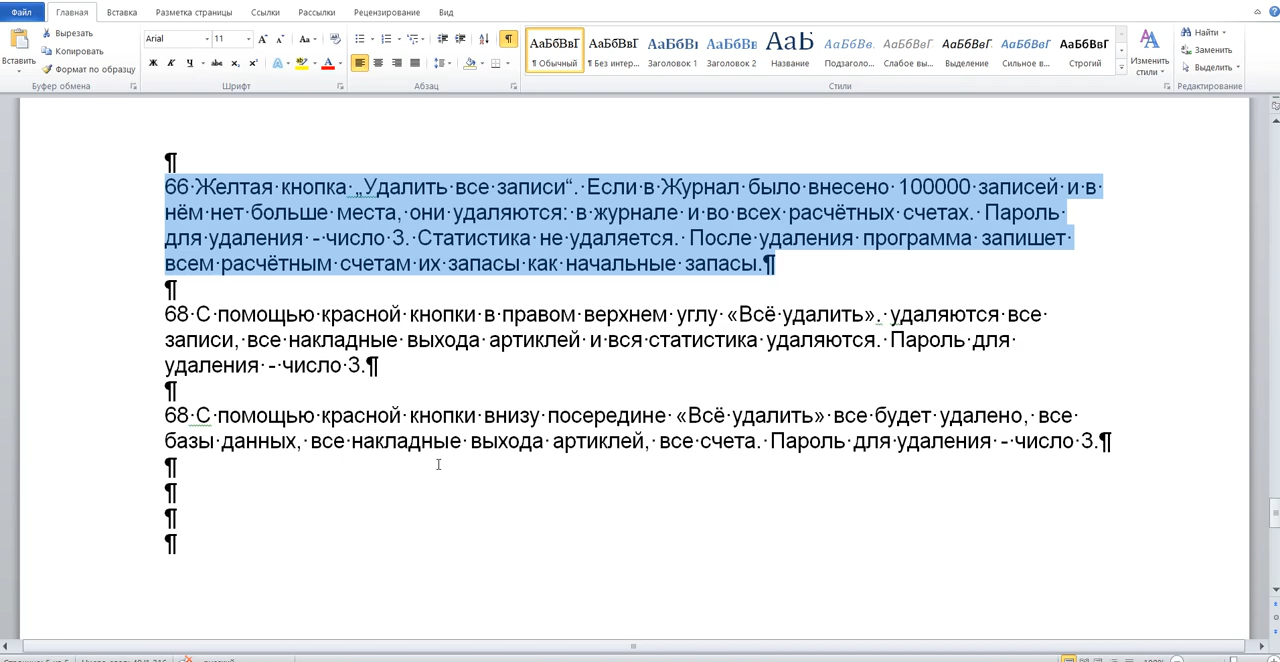 Файл Главная Вставка Разметка страницы Ссылки Рассылки Рецензирование Вид
Вставить
Вырезать
Копировать
Формат по образцу
Буфер обмена
Arial 11
Шрифт
Абзац
АаБбВвГ АаБбВвГ АаБбВı АаБбВв АаЬ АаБбВв. АаБбВвГ АаБбВвГ АаБбВвГ АаБбВвГ
¶ Обычный ¶ Без интер... Заголовок 1 Заголовок 2 Название Подзаголо... Слабое вы... Выделение Сильное в... Строгий
Стили
Изменить стили
Найти
Заменить
Выделить
Редактирование
¶
66·Желтая·кнопка·„Удалить·все·записи“.·Если·в·Журнал·было·внесено·100000·записей·и·в·
нём·нет·больше·места,·они·удаляются:·в·журнале·и·во·всех·расчётных·счетах.·Пароль·
для·удаления·-·число·3.·Статистика·не·удаляется.·После·удаления·программа·запишет·
всем·расчётным·счетам·их·запасы·как·начальные·запасы.¶
¶
68·С·помощью·красной·кнопки·в·правом·верхнем·углу·«Всё·удалить».·удаляются·все·
записи,·все·накладные·выхода·артиклей·и·вся·статистика·удаляются.·Пароль·для·
удаления·-·число·3.¶
¶
68·С·помощью·красной·кнопки·внизу·посередине·«Всё·удалить»·все·будет·удалено,·все·
базы·данных,·все·накладные·выхода·артиклей,·все·счета.·Пароль·для·удаления·-·число·3.¶
¶
¶
¶
¶